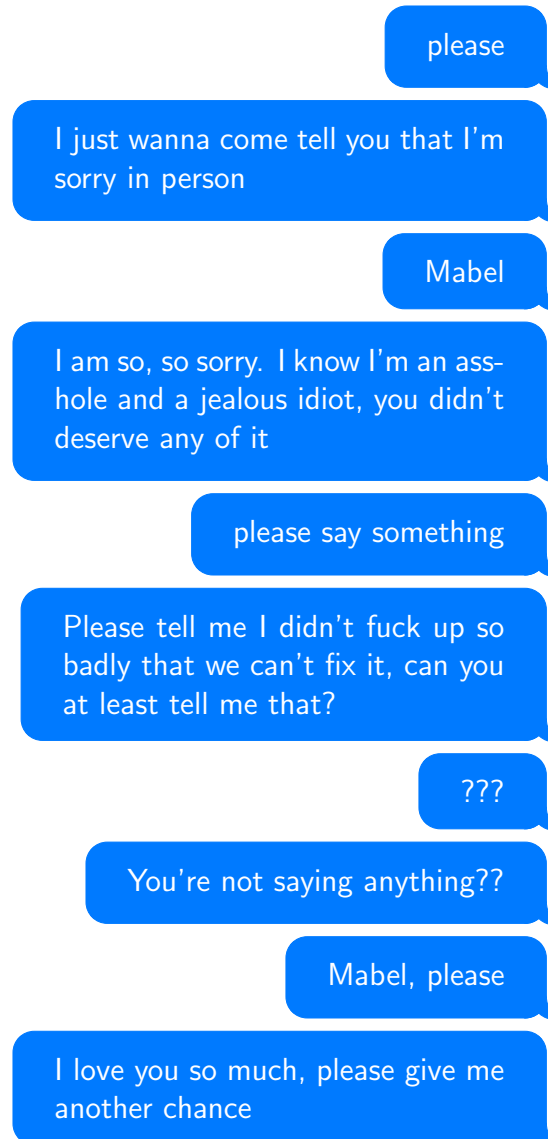 please
I just wanna come tell you that I'm
sorry in person
Mabel
I am so, so sorry. I know I'm an ass-
hole and a jealous idiot, you didn't
deserve any of it
please say something
Please tell me I didn't fuck up so
badly that we can't fix it, can you
at least tell me that?
???
You're not saying anything??
Mabel, please
I love you so much, please give me
another chance